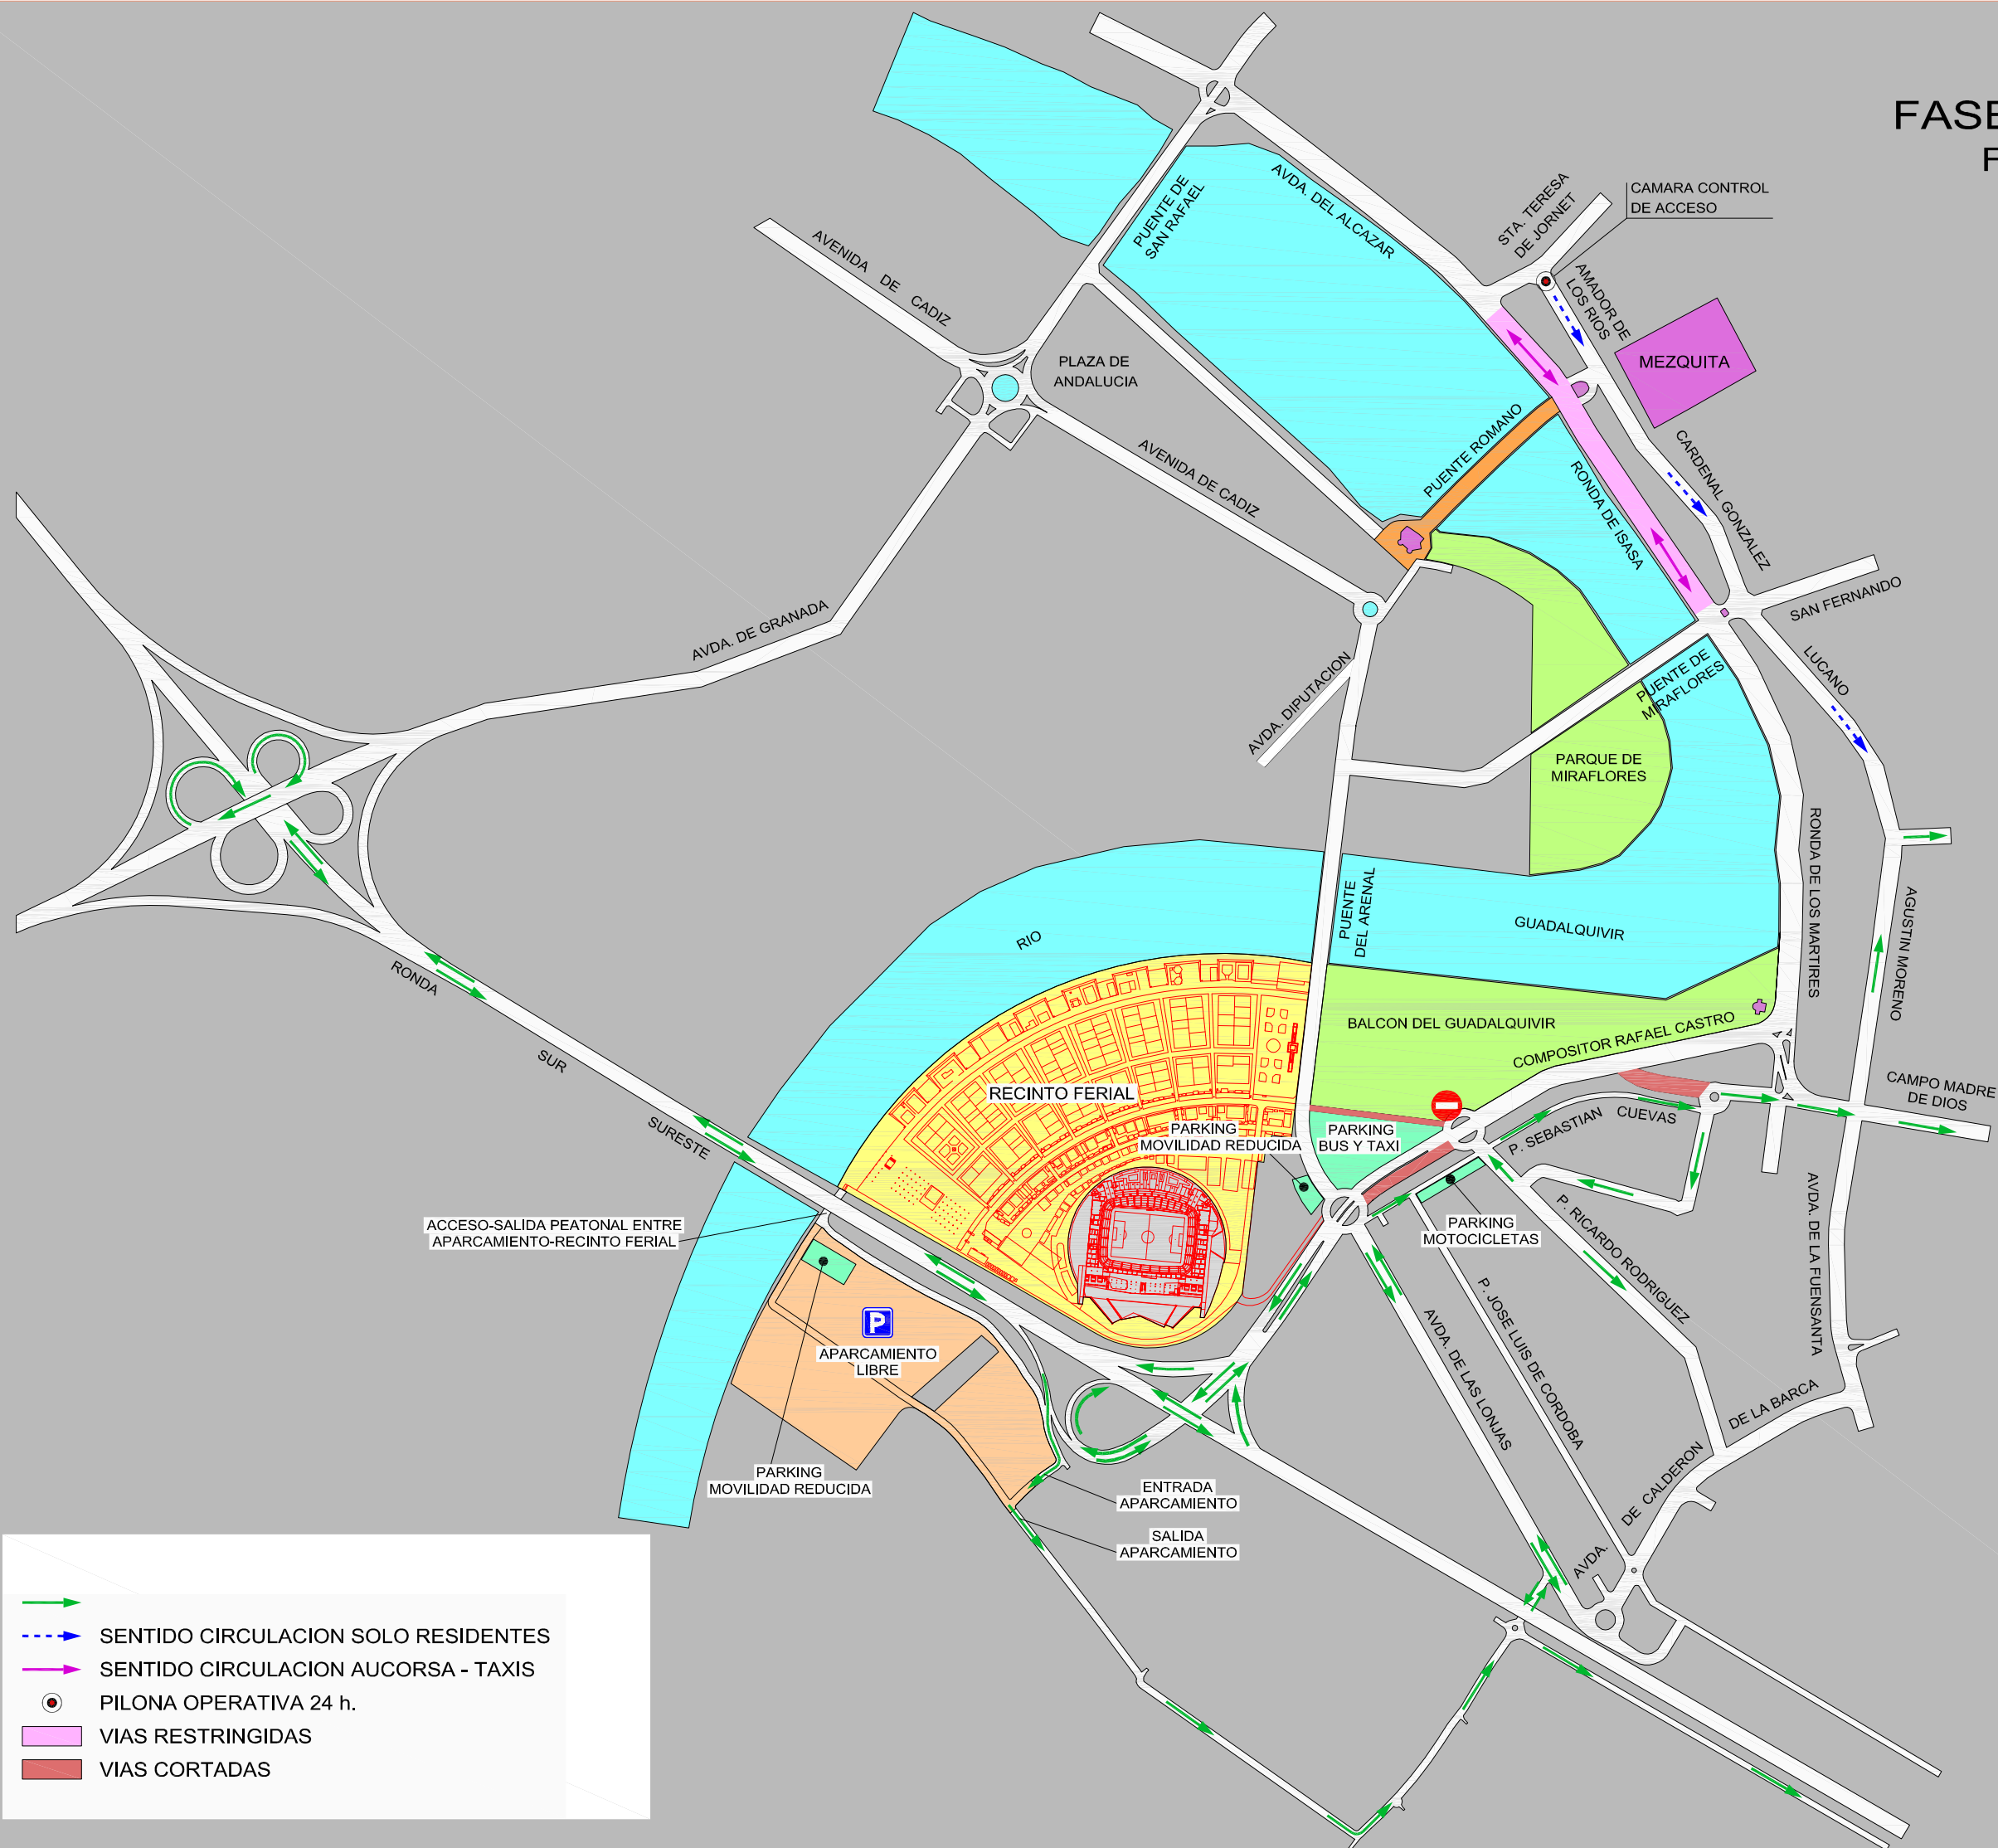 FASE
F
CAMARA CONTROL
DE ACCESO
STA. TERESA
DE JORNET
AVDA. DEL ALCAZAR
PUENTE DE
SAN RAFAEL
AVENIDA DE CADIZ
AMADOR DE
LOS RIOS
MEZQUITA
PLAZA DE
ANDALUCIA
PUENTE ROMANO
AVENIDA DE CADIZ
CARDENAL GONZALEZ
RONDA DE ISASA
SAN FERNANDO
AVDA. DE GRANADA
LUCANO
PUENTE DE
MIRAFLORES
AVDA. DIPUTACION
PARQUE DE
MIRAFLORES
RONDA DE LOS MARTIRES
PUENTE
DEL ARENAL
GUADALQUIVIR
AGUSTIN MORENO
RIO
RONDA
BALCON DEL GUADALQUIVIR
COMPOSITOR RAFAEL CASTRO
SUR
RECINTO FERIAL
CAMPO MADRE
DE DIOS
SURESTE
PARKING
MOVILIDAD REDUCIDA
PARKING
BUS Y TAXI
P. SEBASTIAN CUEVAS
ACCESO-SALIDA PEATONAL ENTRE
APARCAMIENTO-RECINTO FERIAL
PARKING
MOTOCICLETAS
P. RICARDO RODRIGUEZ
AVDA. DE LA FUENSANTA
P
APARCAMIENTO
LIBRE
AVDA. DE LAS LONJAS
P. JOSE LUIS DE CORDOBA
DE LA BARCA
DE CALDERON
AVDA.
PARKING
MOVILIDAD REDUCIDA
ENTRADA
APARCAMIENTO
SALIDA
APARCAMIENTO
SENTIDO CIRCULACION SOLO RESIDENTES
SENTIDO CIRCULACION AUCORSA - TAXIS
PILONA OPERATIVA 24 h.
VIAS RESTRINGIDAS
VIAS CORTADAS